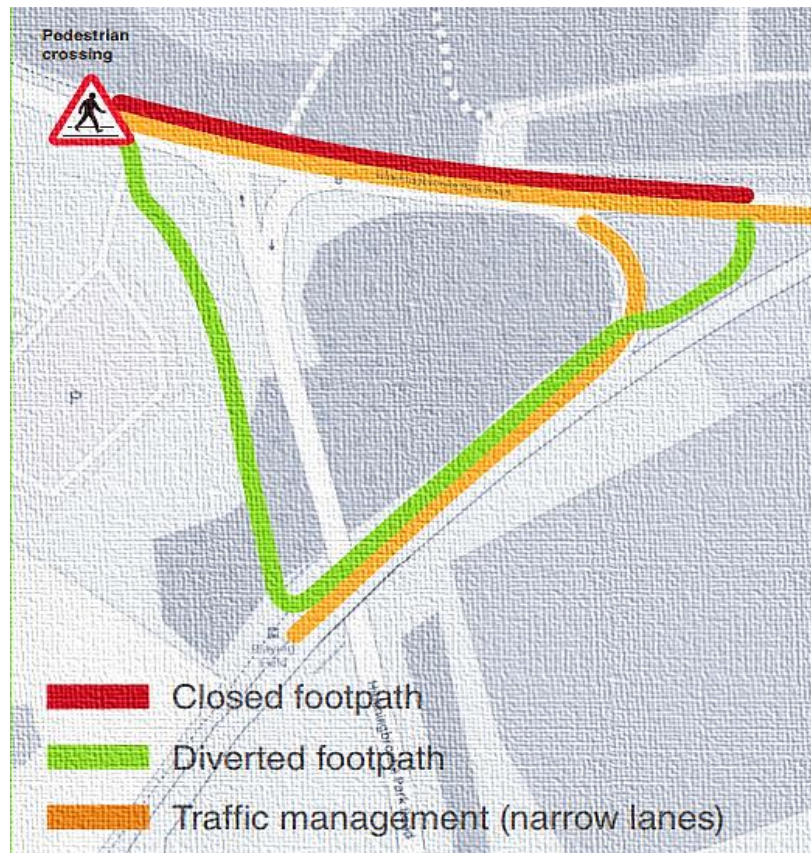 Pedestrian
crossing
P
Closed footpath
Diverted footpath
Traffic management (narrow lanes)